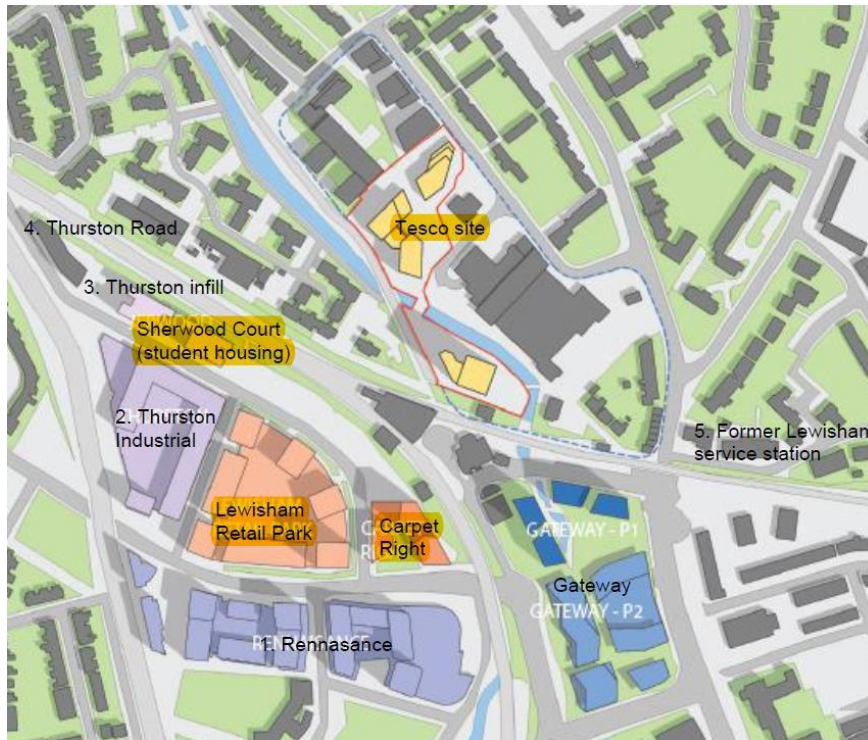 Tesco site
4. Thurston Road
3. Thurston infill
Sherwood Court
(student housing)
2. Thurston
Industrial
5. Former Lewisham
service station
Lewisham
Retail Park
Carpet
Right
GATEWAY - P1
Gateway
GATEWAY - P2
1. Rennasance